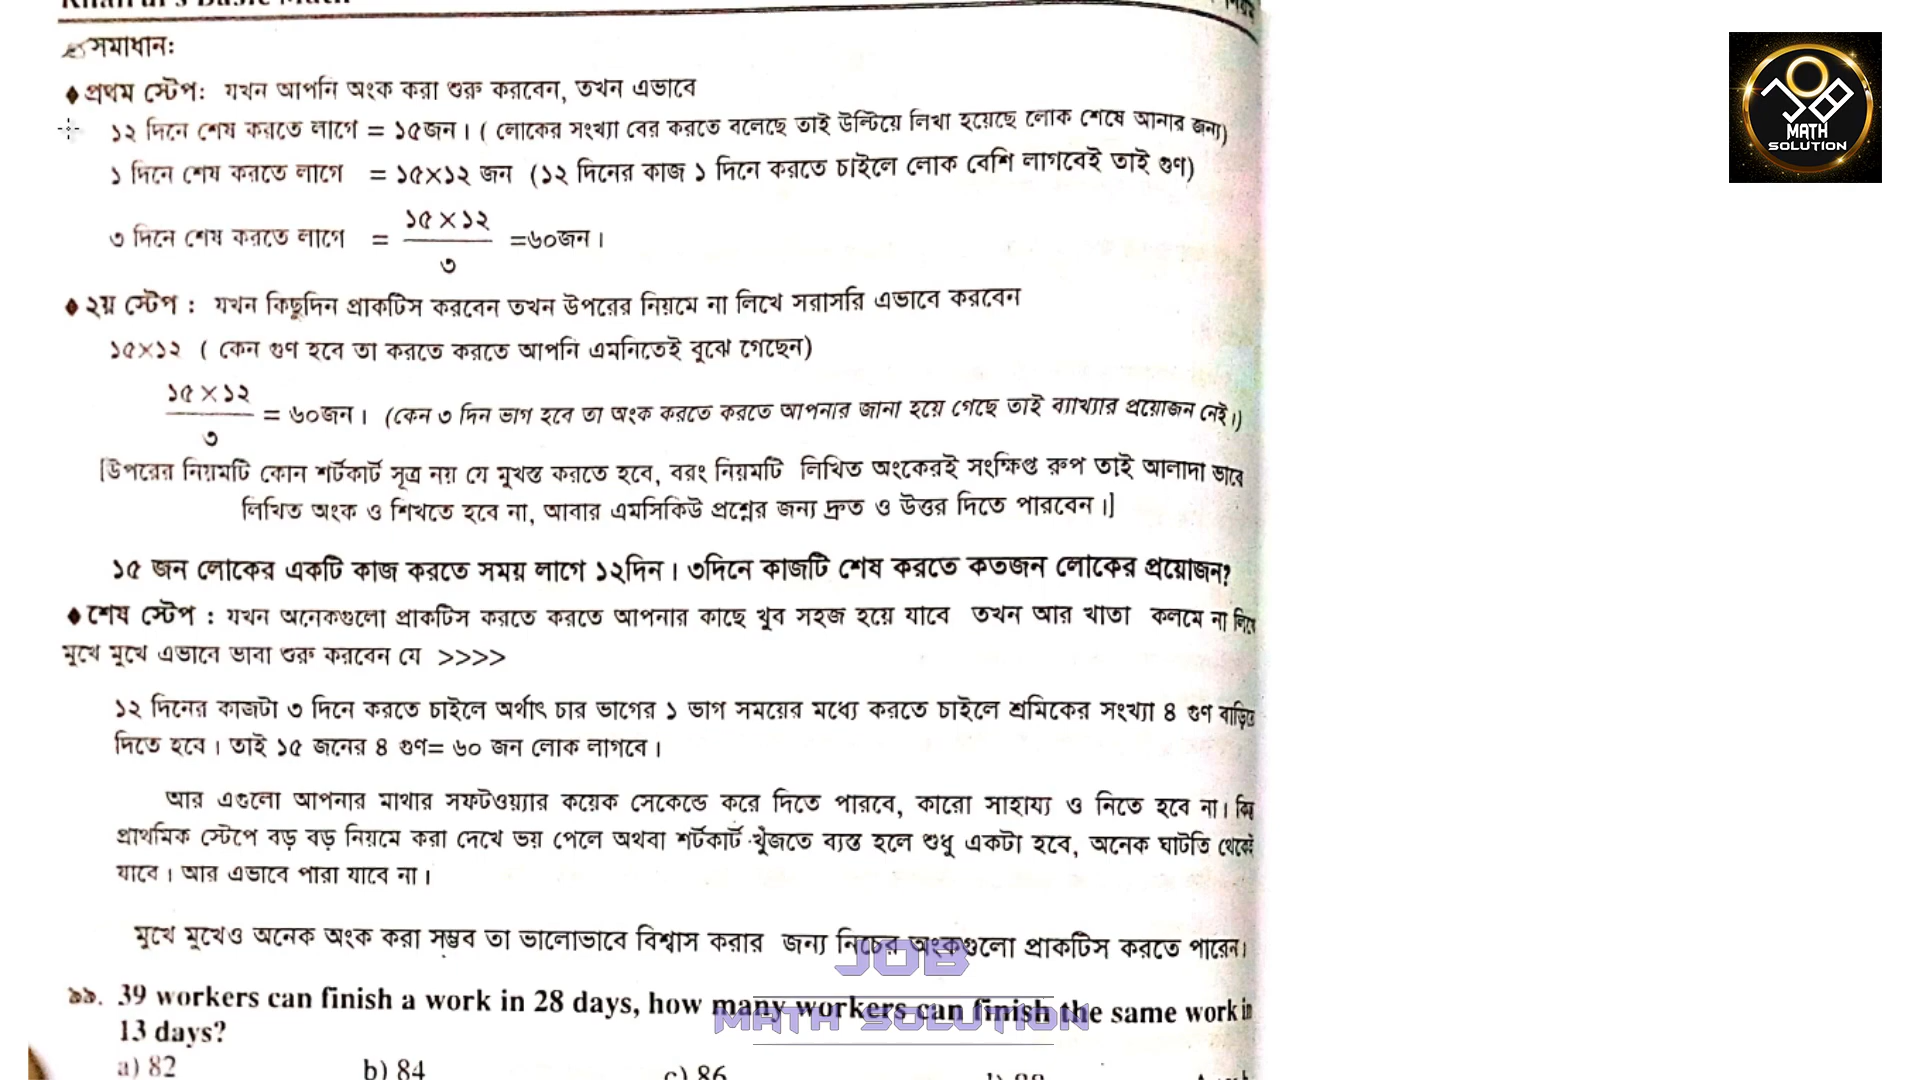 Khairul's Basic Math
সমাধান:
♦প্রথম স্টেপ: যখন আপনি অংক করা শুরু করবেন, তখন এভাবে
১২ দিনে শেষ করতে লাগে = ১৫জন। ( লোকের সংখ্যা বের করতে বলেছে তাই উল্টিয়ে লিখা হয়েছে লোক শেষে আনার জন্য)
১ দিনে শেষ করতে লাগে = ১৫×১২ জন (১২ দিনের কাজ ১ দিনে করতে চাইলে লোক বেশি লাগবেই তাই গুণ)
১৫×১২
৩ দিনে শেষ করতে লাগে = =৬০জন।
৩
♦২য় স্টেপ : যখন কিছুদিন প্রাকটিস করবেন তখন উপরের নিয়মে না লিখে সরাসরি এভাবে করবেন
১৫×১২ ( কেন গুণ হবে তা করতে করতে আপনি এমনিতেই বুঝে গেছেন)
১৫×১২
= ৬০জন। (কেন ৩ দিন ভাগ হবে তা অংক করতে করতে আপনার জানা হয়ে গেছে তাই ব্যাখ্যার প্রয়োজন নেই।)
৩
[উপরের নিয়মটি কোন শর্টকার্ট সূত্র নয় যে মুখস্ত করতে হবে, বরং নিয়মটি লিখিত অংকেরই সংক্ষিপ্ত রুপ তাই আলাদা ভাবে
লিখিত অংক ও শিখতে হবে না, আবার এমসিকিউ প্রশ্নের জন্য দ্রুত ও উত্তর দিতে পারবেন।]
১৫ জন লোকের একটি কাজ করতে সময় লাগে ১২দিন। ৩দিনে কাজটি শেষ করতে কতজন লোকের প্রয়োজন?
♦শেষ স্টেপ : যখন অনেকগুলো প্রাকটিস করতে করতে আপনার কাছে খুব সহজ হয়ে যাবে তখন আর খাতা কলমে না লিখে
মুখে মুখে এভাবে ভাবা শুরু করবেন যে >>>>
১২ দিনের কাজটা ৩ দিনে করতে চাইলে অর্থাৎ চার ভাগের ১ ভাগ সময়ের মধ্যে করতে চাইলে শ্রমিকের সংখ্যা ৪ গুণ বাড়িয়ে
দিতে হবে। তাই ১৫ জনের ৪ গুণ= ৬০ জন লোক লাগবে।
আর এগুলো আপনার মাথার সফটওয়্যার কয়েক সেকেন্ডে করে দিতে পারবে, কারো সাহায্য ও নিতে হবে না। কিন্তু
প্রাথমিক স্টেপে বড় বড় নিয়মে করা দেখে ভয় পেলে অথবা শর্টকার্ট খুঁজতে ব্যস্ত হলে শুধু একটা হবে, অনেক ঘাটতি থেকেই
যাবে। আর এভাবে পারা যাবে না।
মুখে মুখেও অনেক অংক করা সম্ভব তা ভালোভাবে বিশ্বাস করার জন্য নিচের অংকগুলো প্রাকটিস করতে পারেন।
১১. 39 workers can finish a work in 28 days, how many workers can finish the same work in
13 days?
a) 82 b) 84 c) 86
JOB
MATH SOLUTION
JOB
MATH
SOLUTION